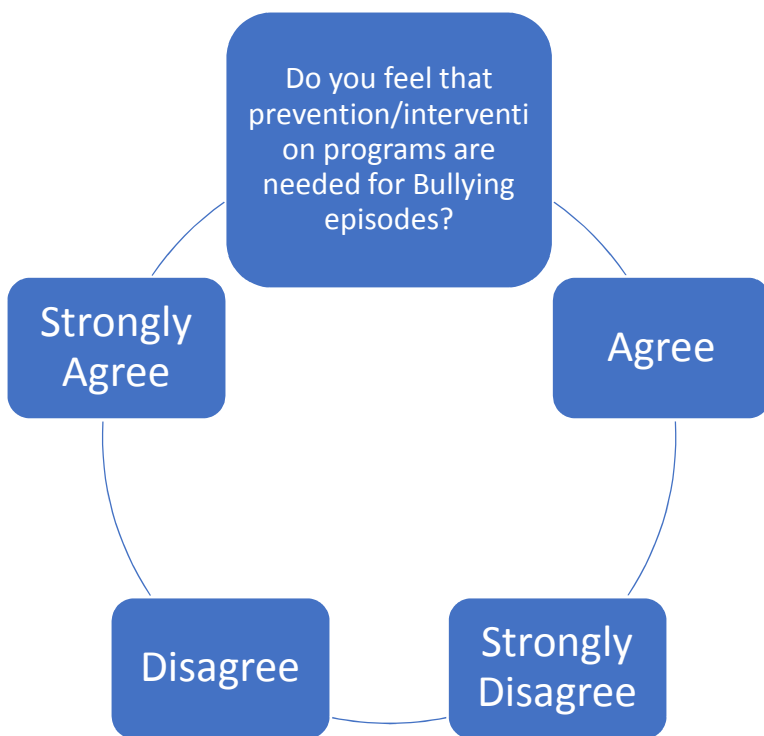 Do you feel that
prevention/interventi
on programs are
needed for Bullying
episodes?
Strongly
Agree
Agree
Disagree
Strongly
Disagree